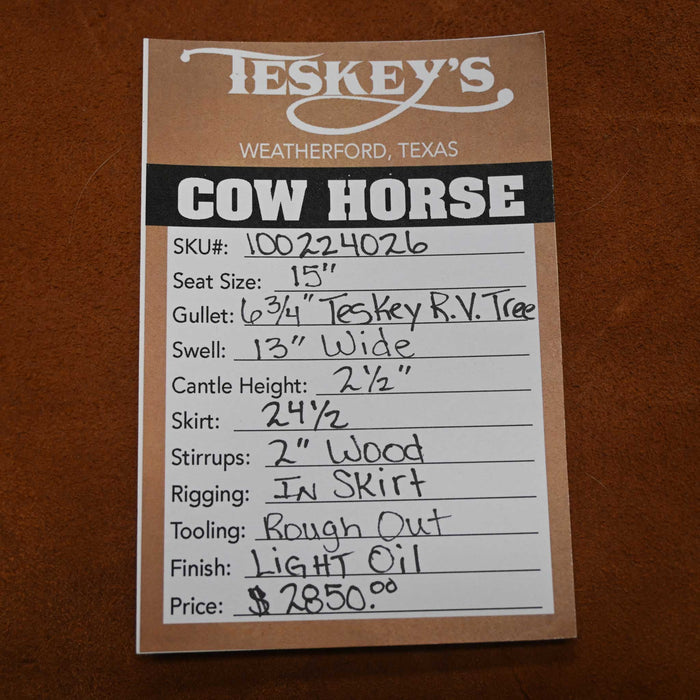 TESKEY'S
WEATHERFORD, TEXAS
COW HORSE
SKU#: 100224026
Seat Size: 15"
Gullet: 6 3/4" Teskey R.V. Tree
Swell: 13" Wide
Cantle Height: 2 1/2"
Skirt: 24 1/2
Stirrups: 2" Wood
Rigging: IN Skirt
Tooling: Rough Out
Finish: LIGHT Oil
Price: $ 2850.00